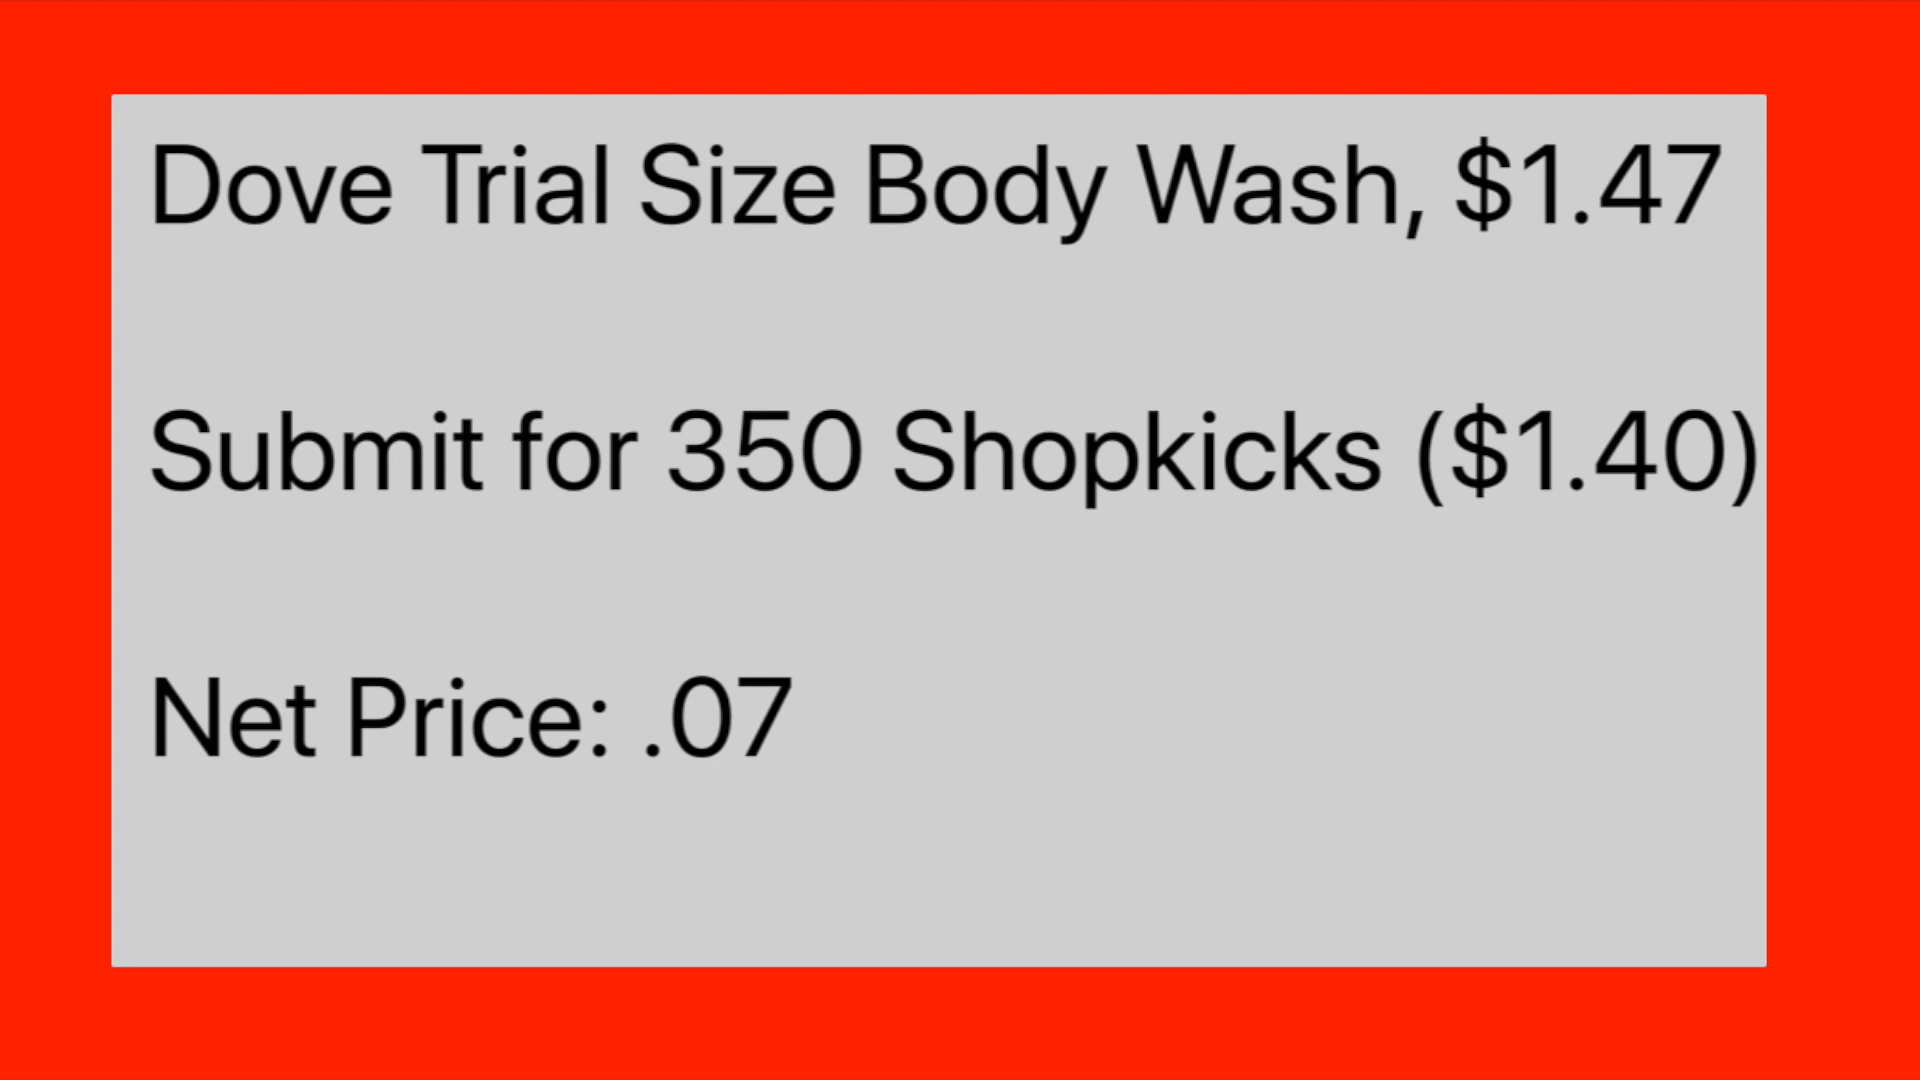 Dove Trial Size Body Wash, $1.47
Submit for 350 Shopkicks ($1.40)
Net Price: .07